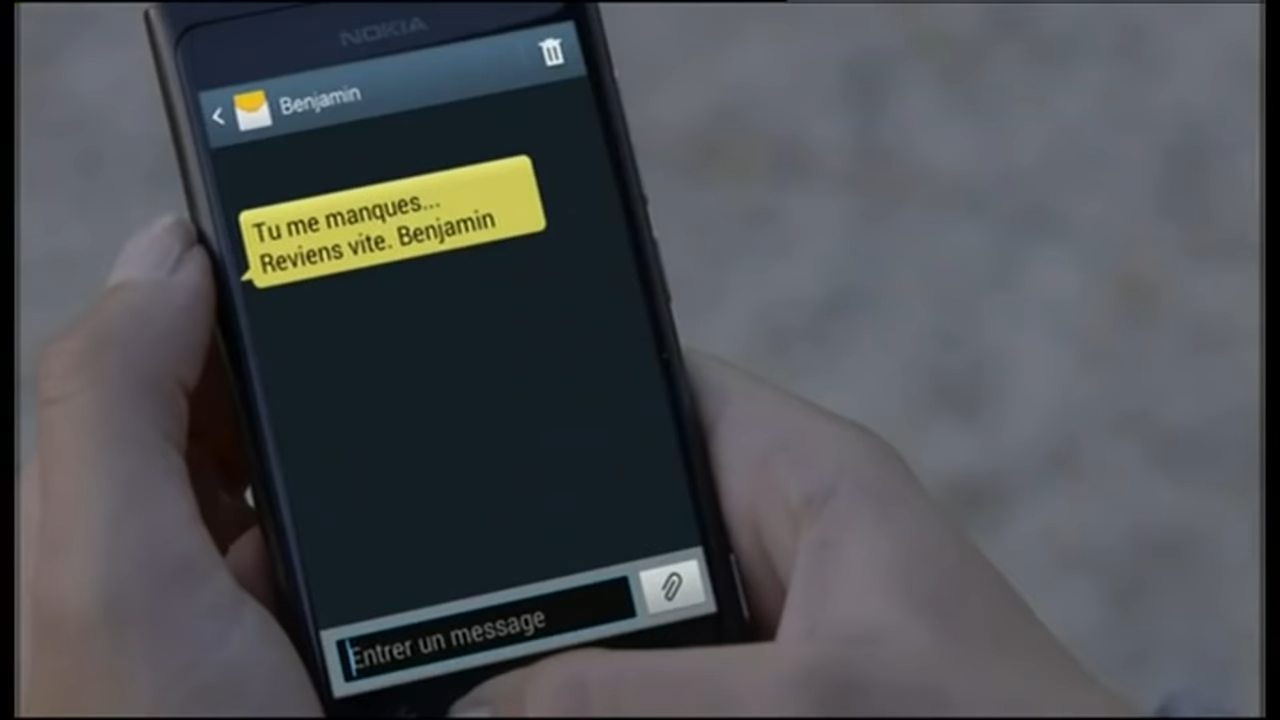 NOKIA
Benjamin
Tu me manques...
Reviens vite. Benjamin
Entrer un message